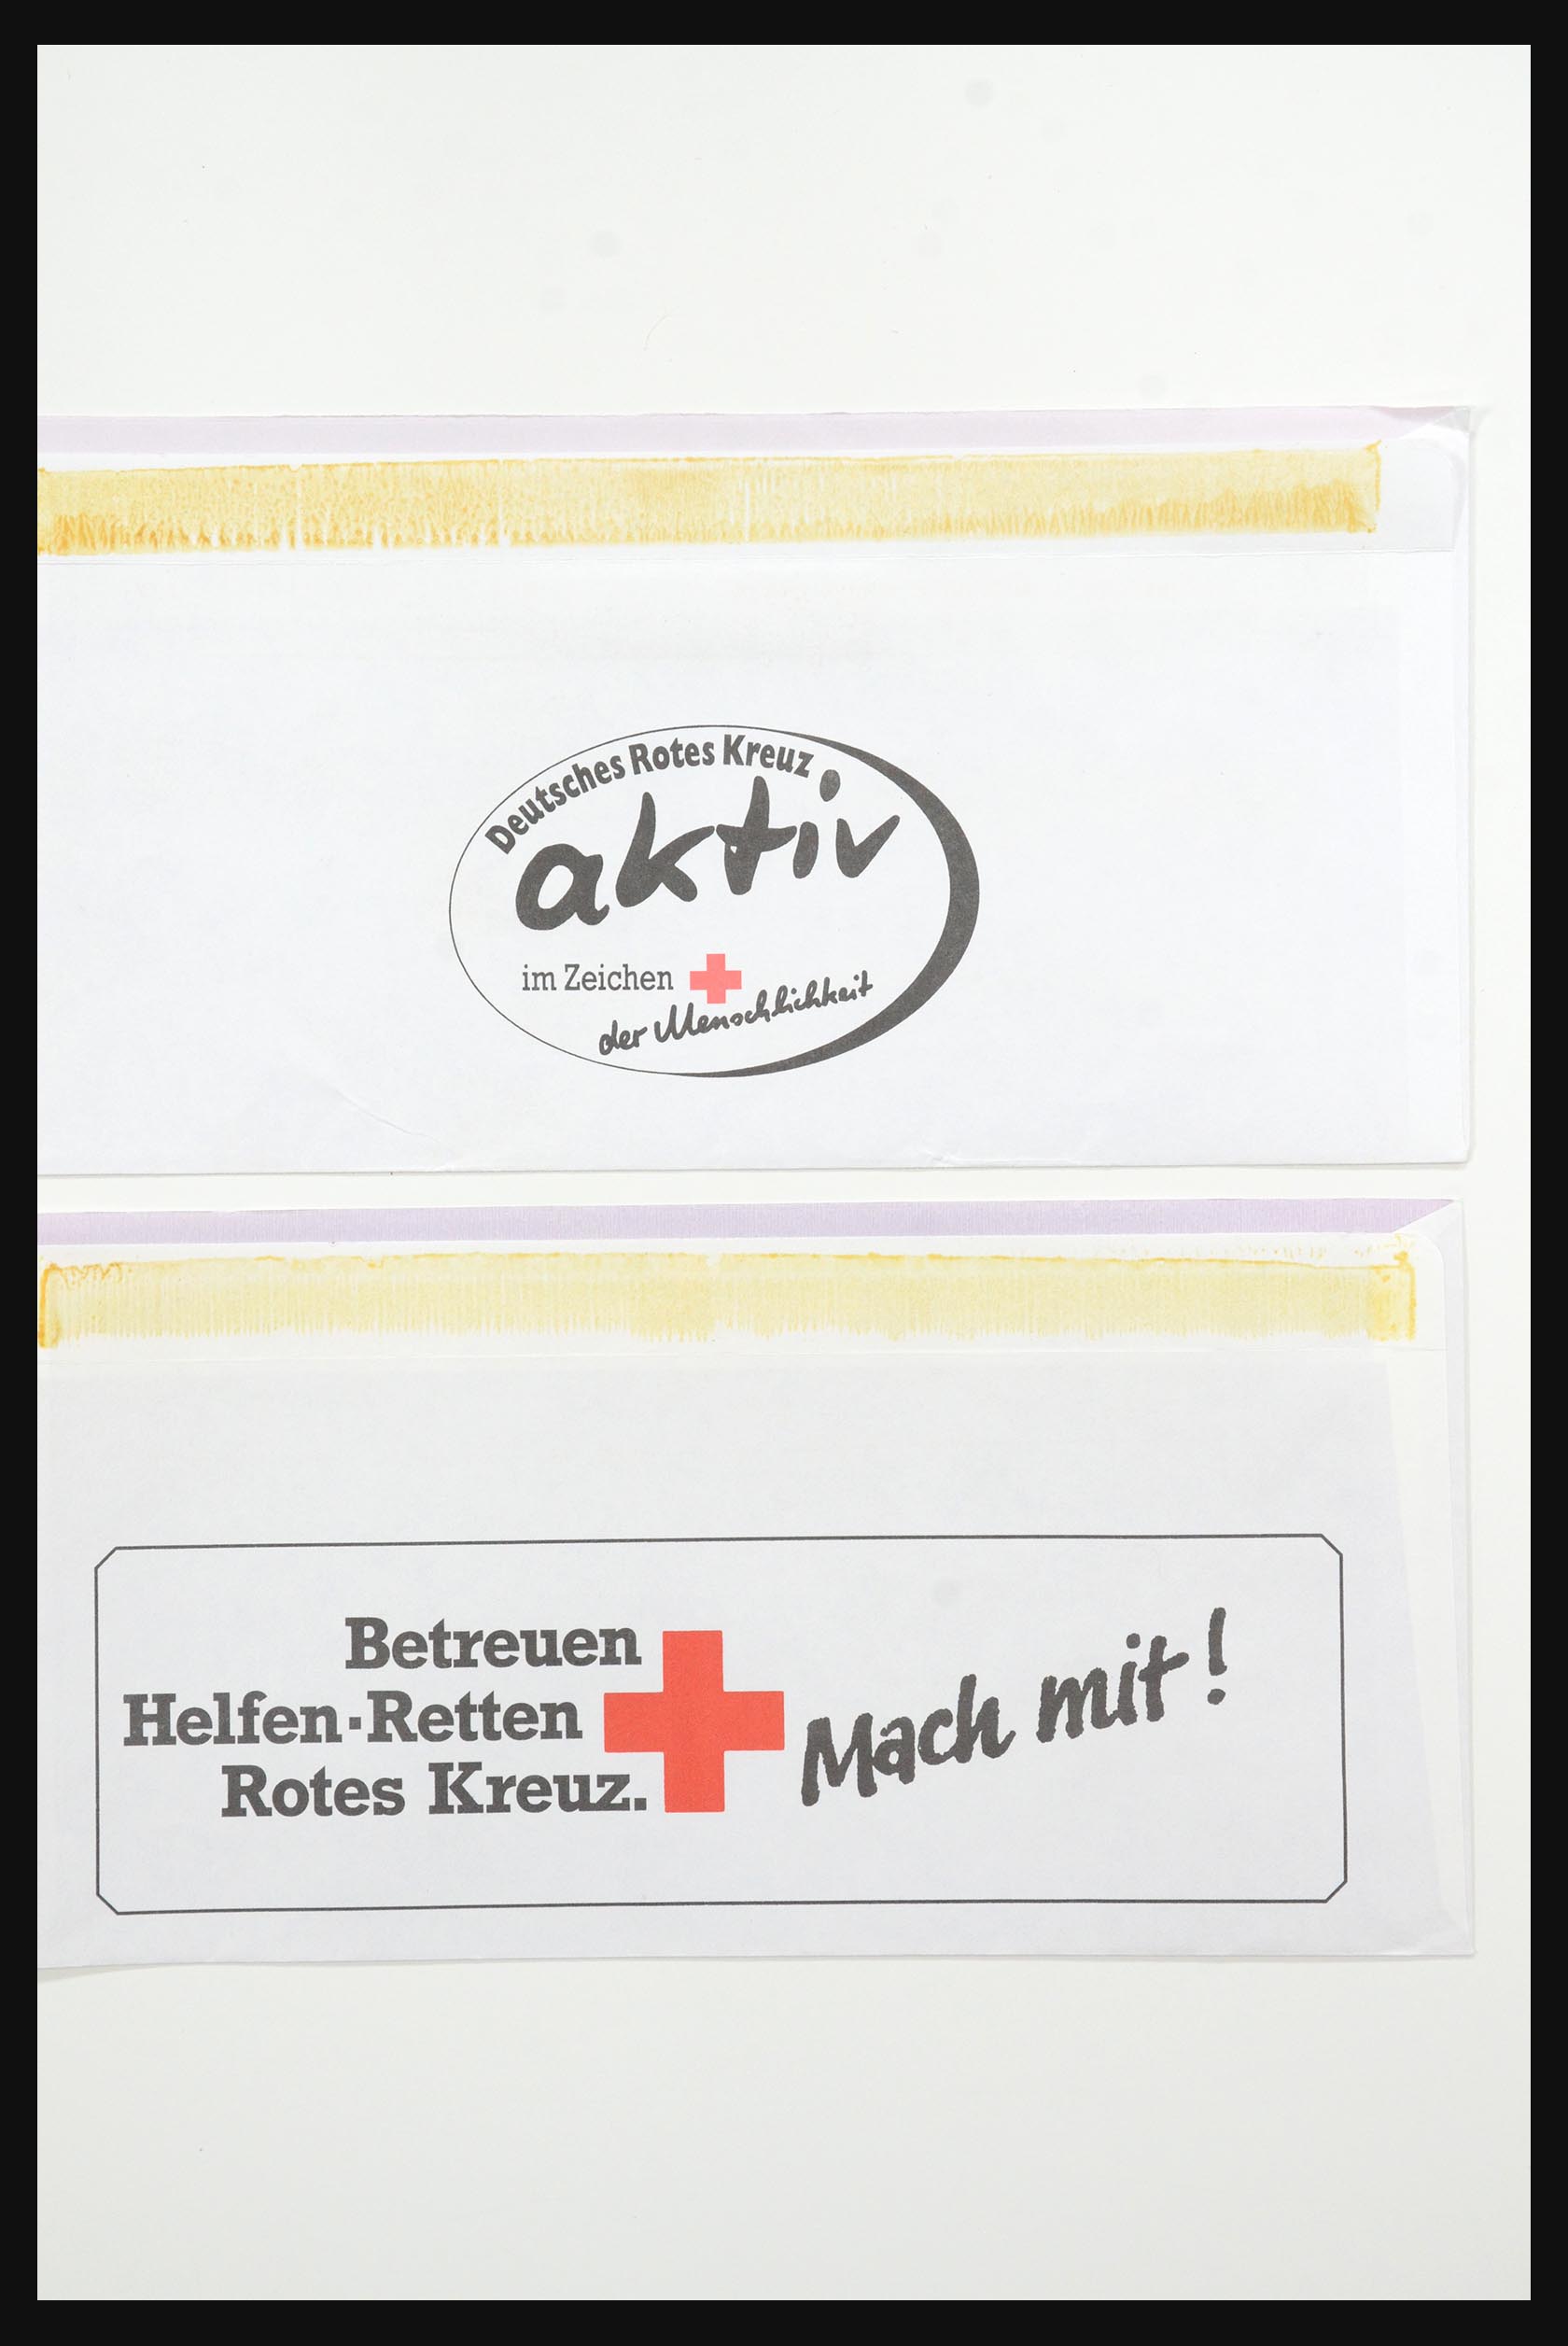 Deutsches Rotes Kreuz
aktiv
im Zeichen
der Menschlichkeit
Betreuen
Helfen·Retten
Rotes Kreuz.
Mach mit!